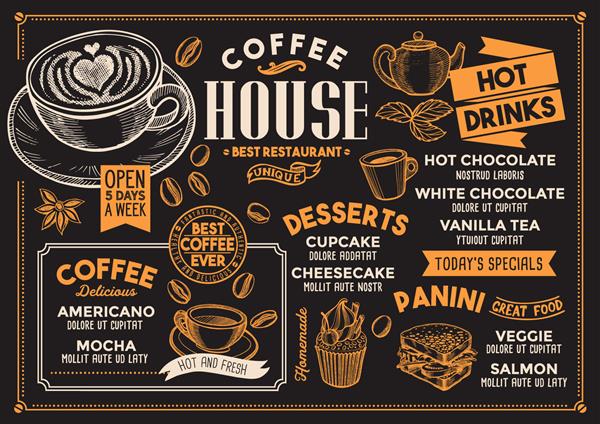 COFFEE
HOUSE
• BEST RESTAURANT •
UNIQUE
HOT
DRINKS
HOT CHOCOLATE
NOSTRUD LABORIS
WHITE CHOCOLATE
DOLORE UT CUPITAT
VANILLA TEA
YTUIOUT CUPITAT
TODAY'S SPECIALS
OPEN
5 DAYS
A WEEK
FANTASTIC AND AUTHENTIC
BEST
COFFEE
EVER
COFFEE
Delicious
AMERICANO
DOLORE UT CUPITAT
MOCHA
MOLLIT AUTE UD LATY
HOT AND FRESH
DESSERTS
CUPCAKE
DOLORE ADDATAT
CHEESECAKE
MOLLIT AUTE NOSTR
Homemade
PANINI
GREAT FOOD
VEGGIE
DOLORE UT CUPITAT
SALMON
MOLLIT AUTE UD LATY